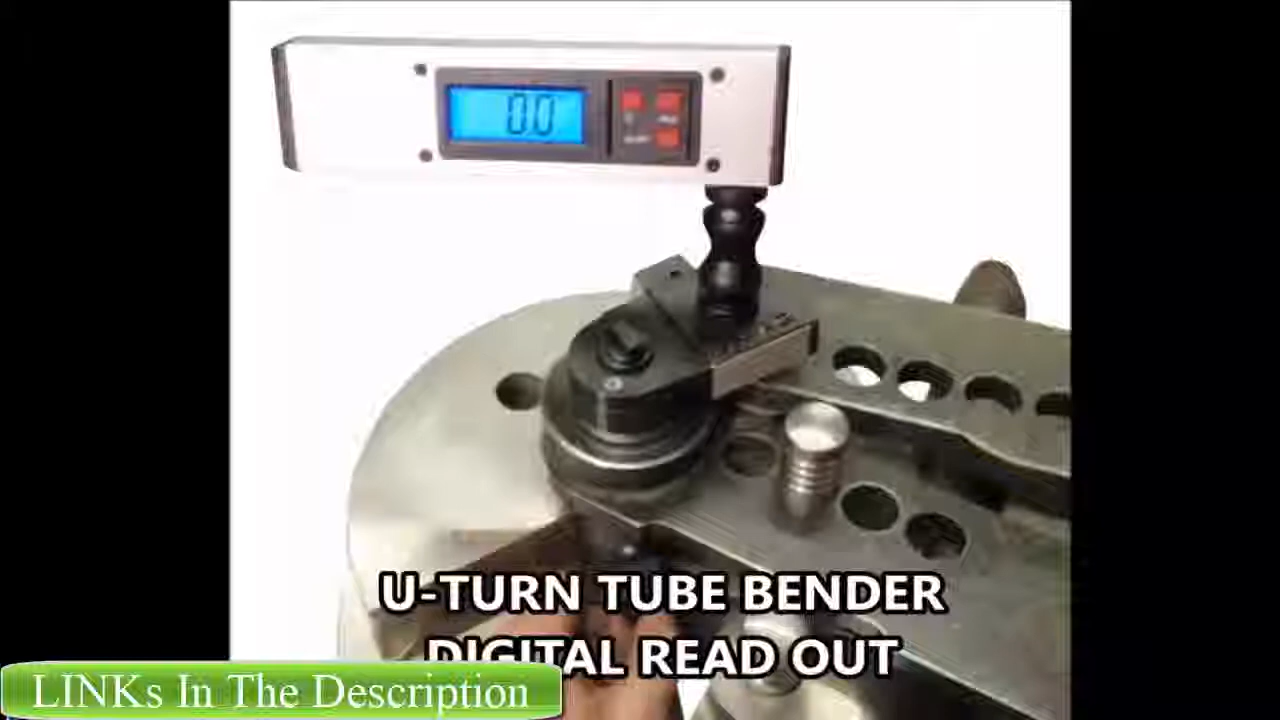 0.0
U-TURN TUBE BENDER
DIGITAL READ OUT
LINKs In The Description